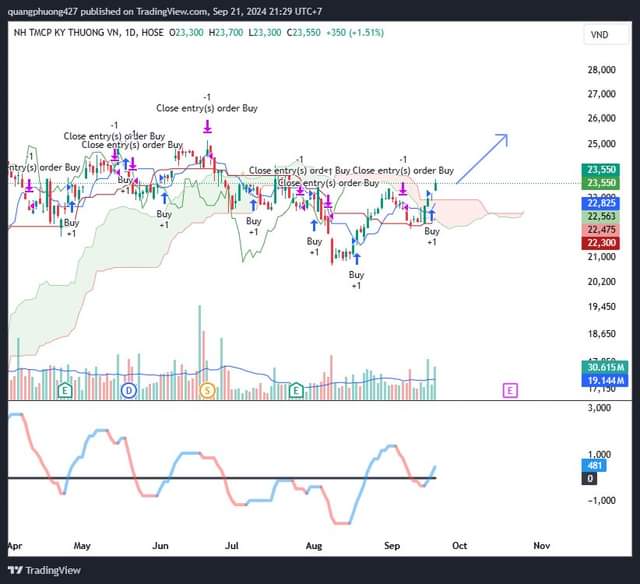 quangphuong427 published on TradingView.com, Sep 21, 2024 21:29 UTC+7
NH TMCP KY THUONG VN, 1D, HOSE O23,300 H23,700 L23,300 C23,550 +350 (+1.51%)
VND
28,000
27,000
26,000
25,000
23,550
23,550
22,825
22,563
22,475
22,300
21,000
20,200
19,450
18,650
30.615M
19.144M
17,150
-1
Close entry(s) order Buy
-1
Close entry(s) order Buy
-1
Close entry(s) order Buy
-1
ntry(s) order Buy
-1
-1
Close entry(s) order Buy
Close entry(s) order Buy
Close entry(s) order Buy
Buy
+1
Buy
+1
Buy
+1
Buy
+1
Buy
+1
Buy
+1
Buy
+1
E
D
S
E
E
3,000
1,000
481
0
−1,000
Apr May Jun Jul Aug Sep Oct Nov
TradingView